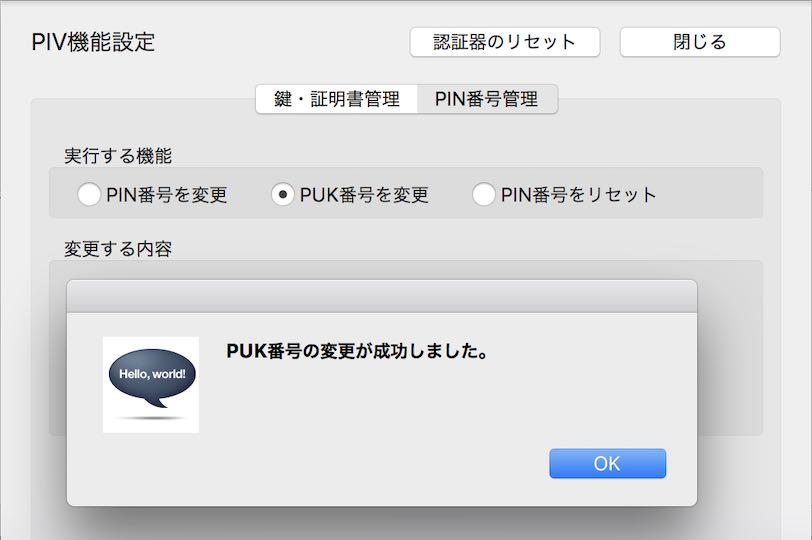 PIV機能設定
認証器のリセット
閉じる
鍵・証明書管理
PIN番号管理
実行する機能
PIN番号を変更
PUK番号を変更
PIN番号をリセット
変更する内容
Hello, world!
PUK番号の変更が成功しました。
OK